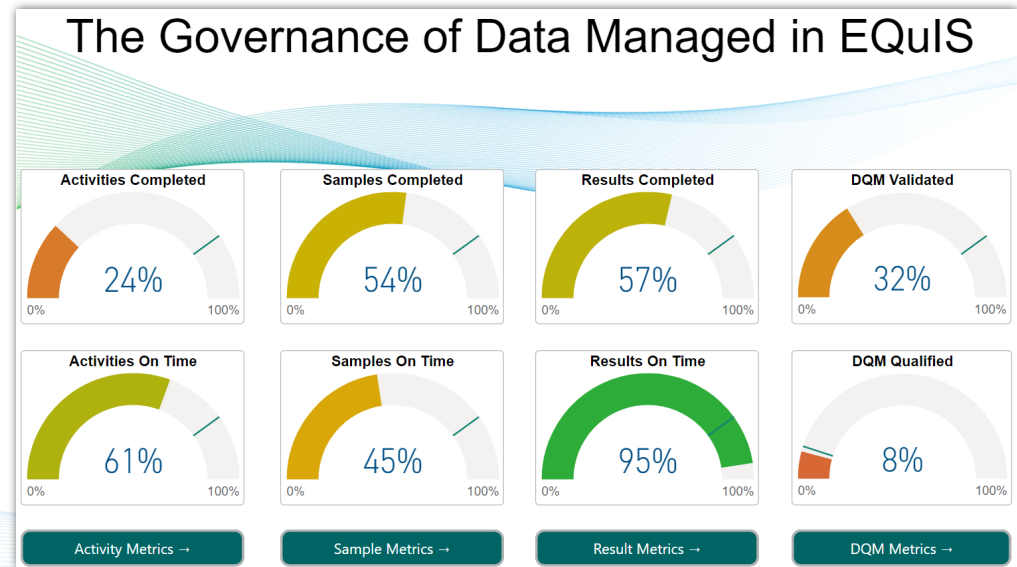 The Governance of Data Managed in EQuIS
Activities Completed
24%
0% 100%
Samples Completed
54%
0% 100%
Results Completed
57%
0% 100%
DQM Validated
32%
0% 100%
Activities On Time
61%
0% 100%
Samples On Time
45%
0% 100%
Results On Time
95%
0% 100%
DQM Qualified
8%
0% 100%
Activity Metrics →
Sample Metrics →
Result Metrics →
DQM Metrics →